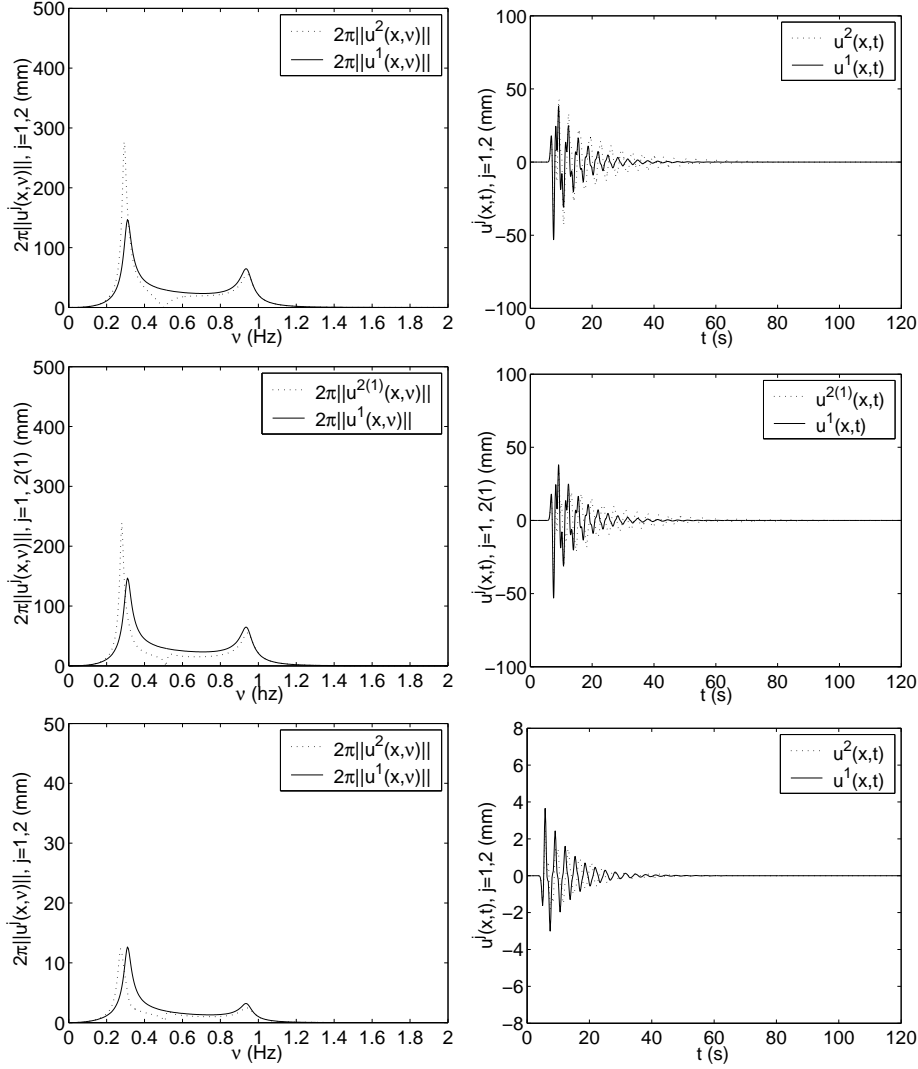 500
400
300
200
100
0
2π||u^j(x,ν)||, j=1,2 (mm)
2π||u^2(x,ν)||
2π||u^1(x,ν)||
0 0.2 0.4 0.6 0.8 1 1.2 1.4 1.6 1.8 2
ν (Hz)
100
50
0
−50
−100
u^j(x,t), j=1,2 (mm)
u^2(x,t)
u^1(x,t)
0 20 40 60 80 100 120
t (s)
500
400
300
200
100
0
2π||u^j(x,ν)||, j=1, 2(1) (mm)
2π||u^2(1)(x,ν)||
2π||u^1(x,ν)||
0 0.2 0.4 0.6 0.8 1 1.2 1.4 1.6 1.8 2
ν (hz)
100
50
0
−50
−100
u^j(x,t), j=1, 2(1) (mm)
u^2(1)(x,t)
u^1(x,t)
0 20 40 60 80 100 120
t (s)
50
40
30
20
10
0
2π||u^j(x,ν)||, j=1,2 (mm)
2π||u^2(x,ν)||
2π||u^1(x,ν)||
0 0.2 0.4 0.6 0.8 1 1.2 1.4 1.6 1.8 2
ν (Hz)
8
6
4
2
0
−2
−4
−6
−8
u^j(x,t), j=1,2 (mm)
u^2(x,t)
u^1(x,t)
0 20 40 60 80 100 120
t (s)